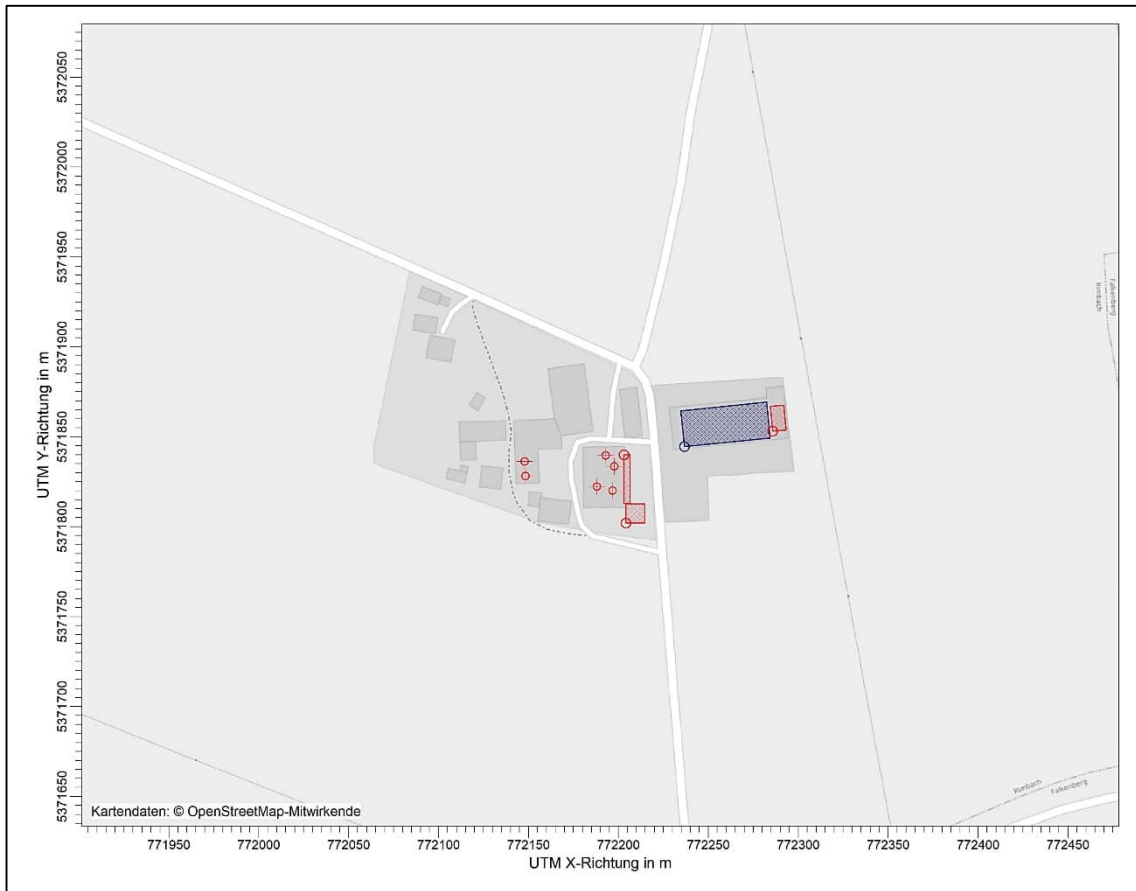 5372050
5372000
5371950
5371900
5371850
5371800
5371750
5371700
5371650
UTM Y-Richtung in m
Falkenberg
Rimbach
Rimbach
Falkenberg
Kartendaten: © OpenStreetMap-Mitwirkende
771950 772000 772050 772100 772150 772200 772250 772300 772350 772400 772450
UTM X-Richtung in m